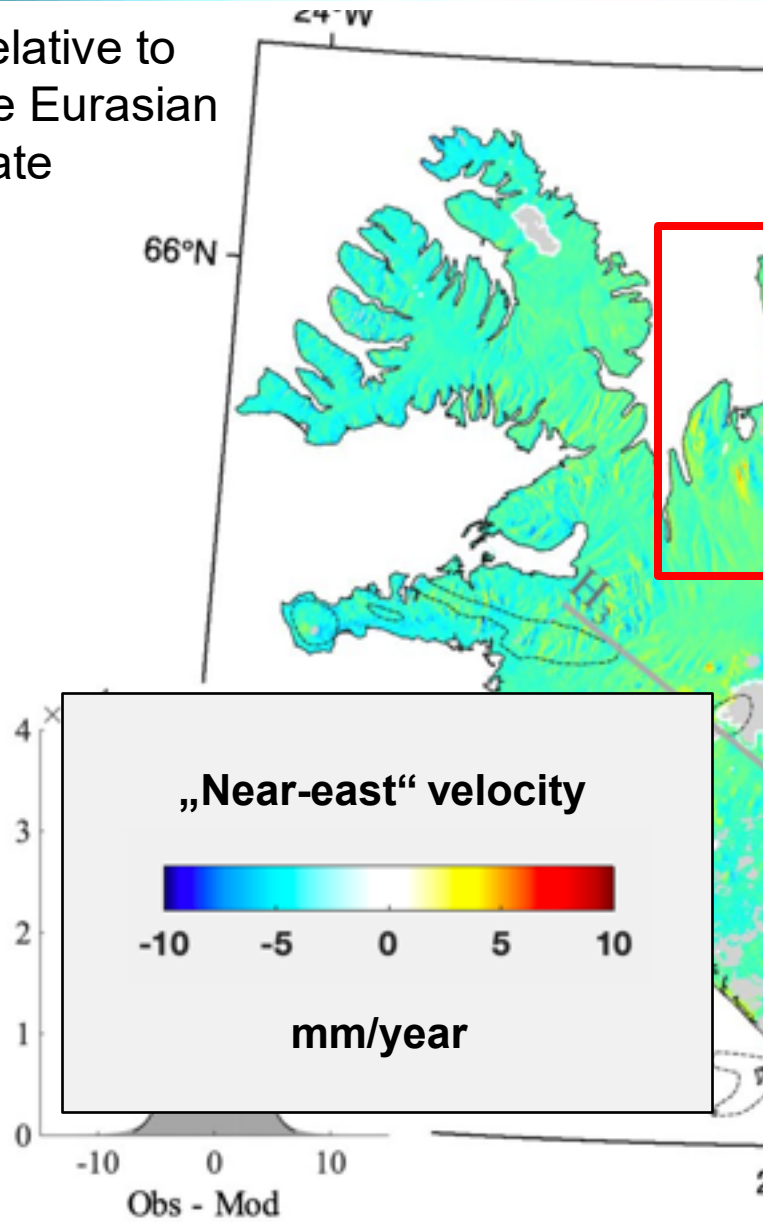 24°W
elative to
e Eurasian
ate
66°N
H
4
3
2
1
0
„Near-east“ velocity
-10 -5 0 5 10
mm/year
-10 0 10
Obs - Mod